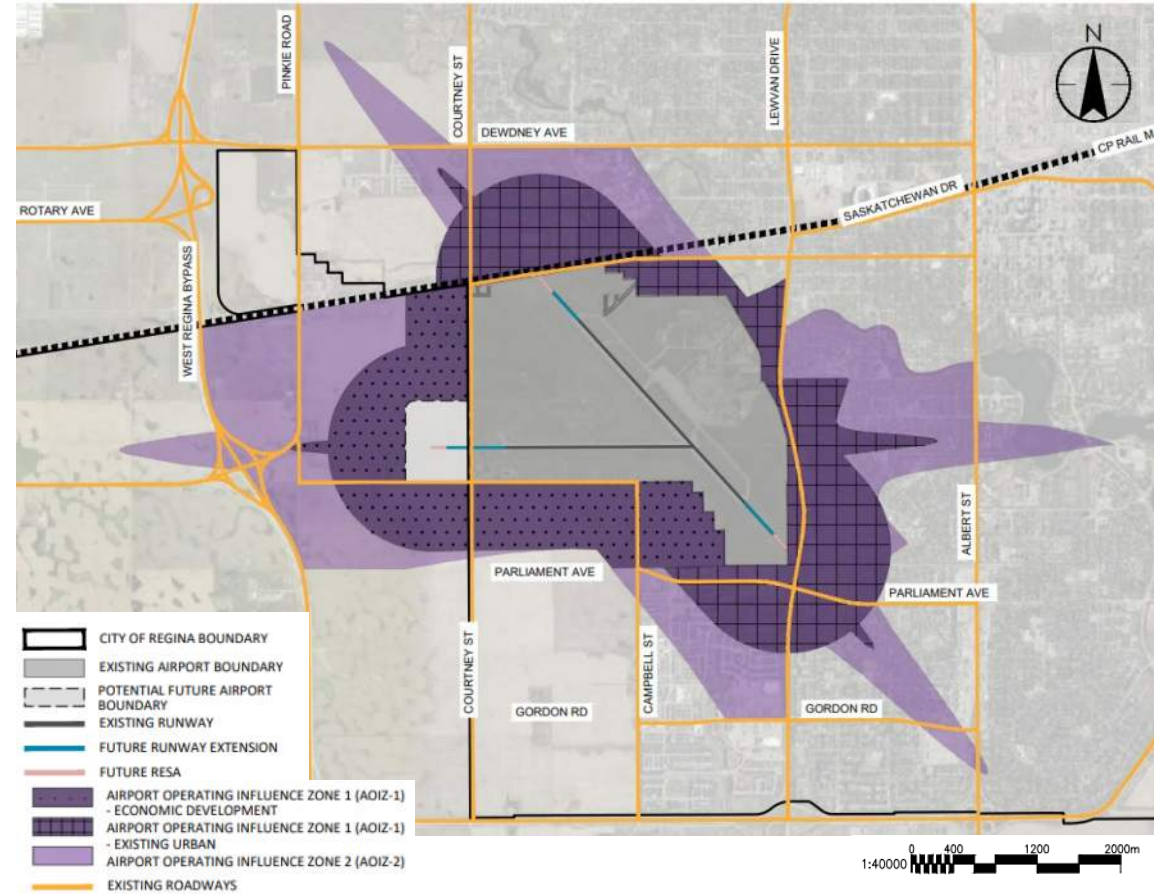 PINKIE ROAD
COURTNEY ST
LEWVAN DRIVE
N
DEWDNEY AVE
CP RAIL M
ROTARY AVE
SASKATCHEWAN DR
WEST REGINA BYPASS
ALBERT ST
PARLIAMENT AVE
PARLIAMENT AVE
COURTNEY ST
CAMPBELL ST
GORDON RD
GORDON RD
CITY OF REGINA BOUNDARY
EXISTING AIRPORT BOUNDARY
POTENTIAL FUTURE AIRPORT
BOUNDARY
EXISTING RUNWAY
FUTURE RUNWAY EXTENSION
FUTURE RESA
AIRPORT OPERATING INFLUENCE ZONE 1 (AOIZ-1)
- ECONOMIC DEVELOPMENT
AIRPORT OPERATING INFLUENCE ZONE 1 (AOIZ-1)
- EXISTING URBAN
AIRPORT OPERATING INFLUENCE ZONE 2 (AOIZ-2)
EXISTING ROADWAYS
0 400 1200 2000m
1:40000